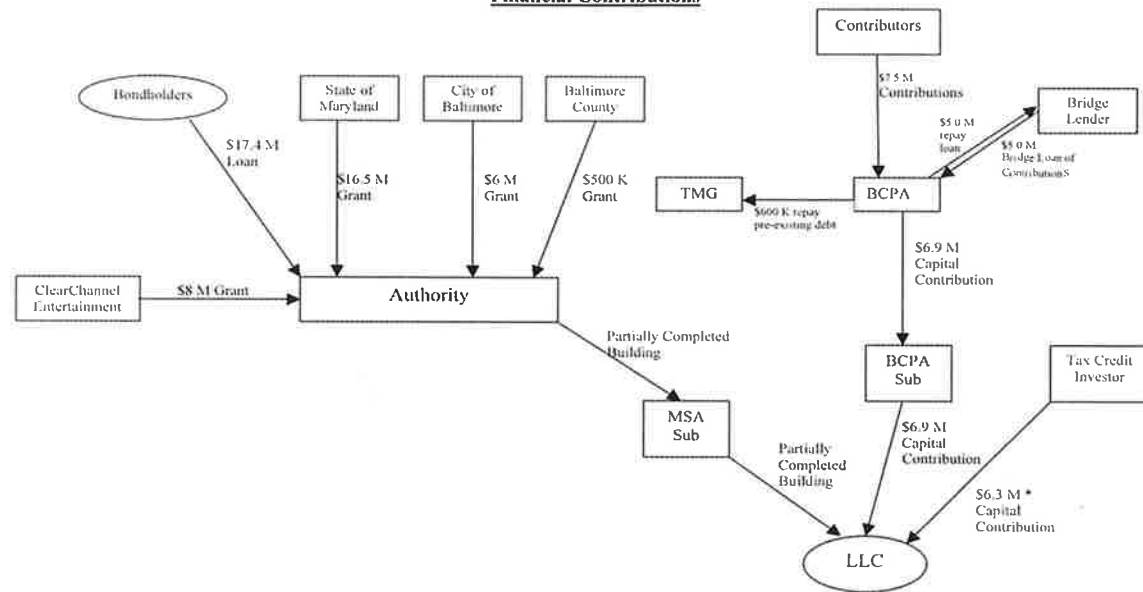 Financial Contributions
Contributors
Bondholders
State of
Maryland
City of
Baltimore
Baltimore
County
$7.5 M
Contributions
Bridge
Lender
$5.0 M
repay
loan
$5.0 M
Bridge Loan of
Contributions
$17.4 M
Loan
$16.5 M
Grant
$6 M
Grant
$500 K
Grant
TMG
BCPA
$600 K repay
pre-existing debt
$6.9 M
Capital
Contribution
ClearChannel
Entertainment
$8 M Grant
Authority
Partially Completed
Building
MSA
Sub
BCPA
Sub
Tax Credit
Investor
Partially
Completed
Building
$6.9 M
Capital
Contribution
$6.3 M *
Capital
Contribution
LLC